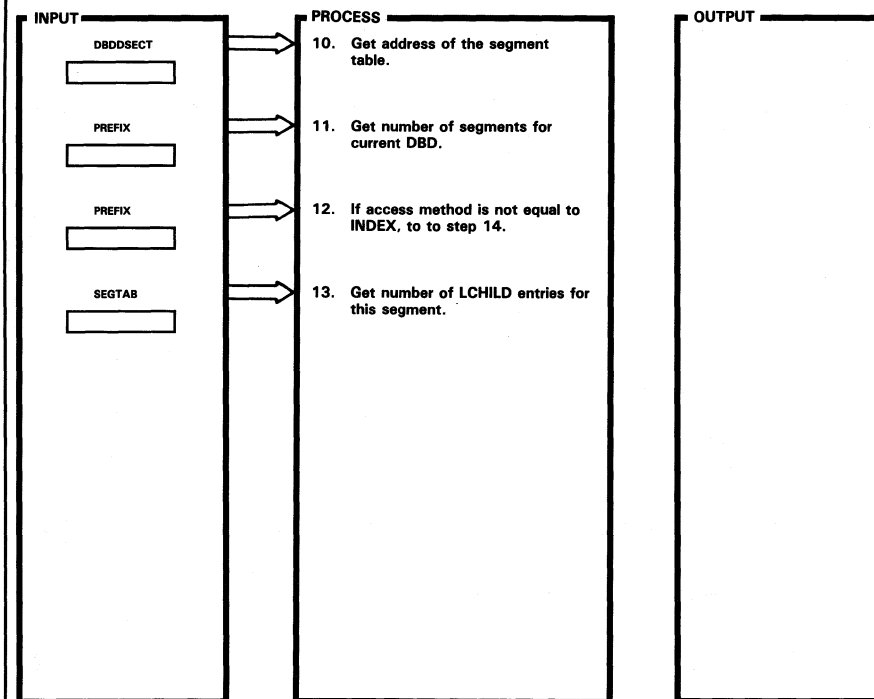 INPUT
PROCESS
OUTPUT
DBDDSECT
10. Get address of the segment
table.
PREFIX
11. Get number of segments for
current DBD.
PREFIX
12. If access method is not equal to
INDEX, to to step 14.
SEGTAB
13. Get number of LCHILD entries for
this segment.